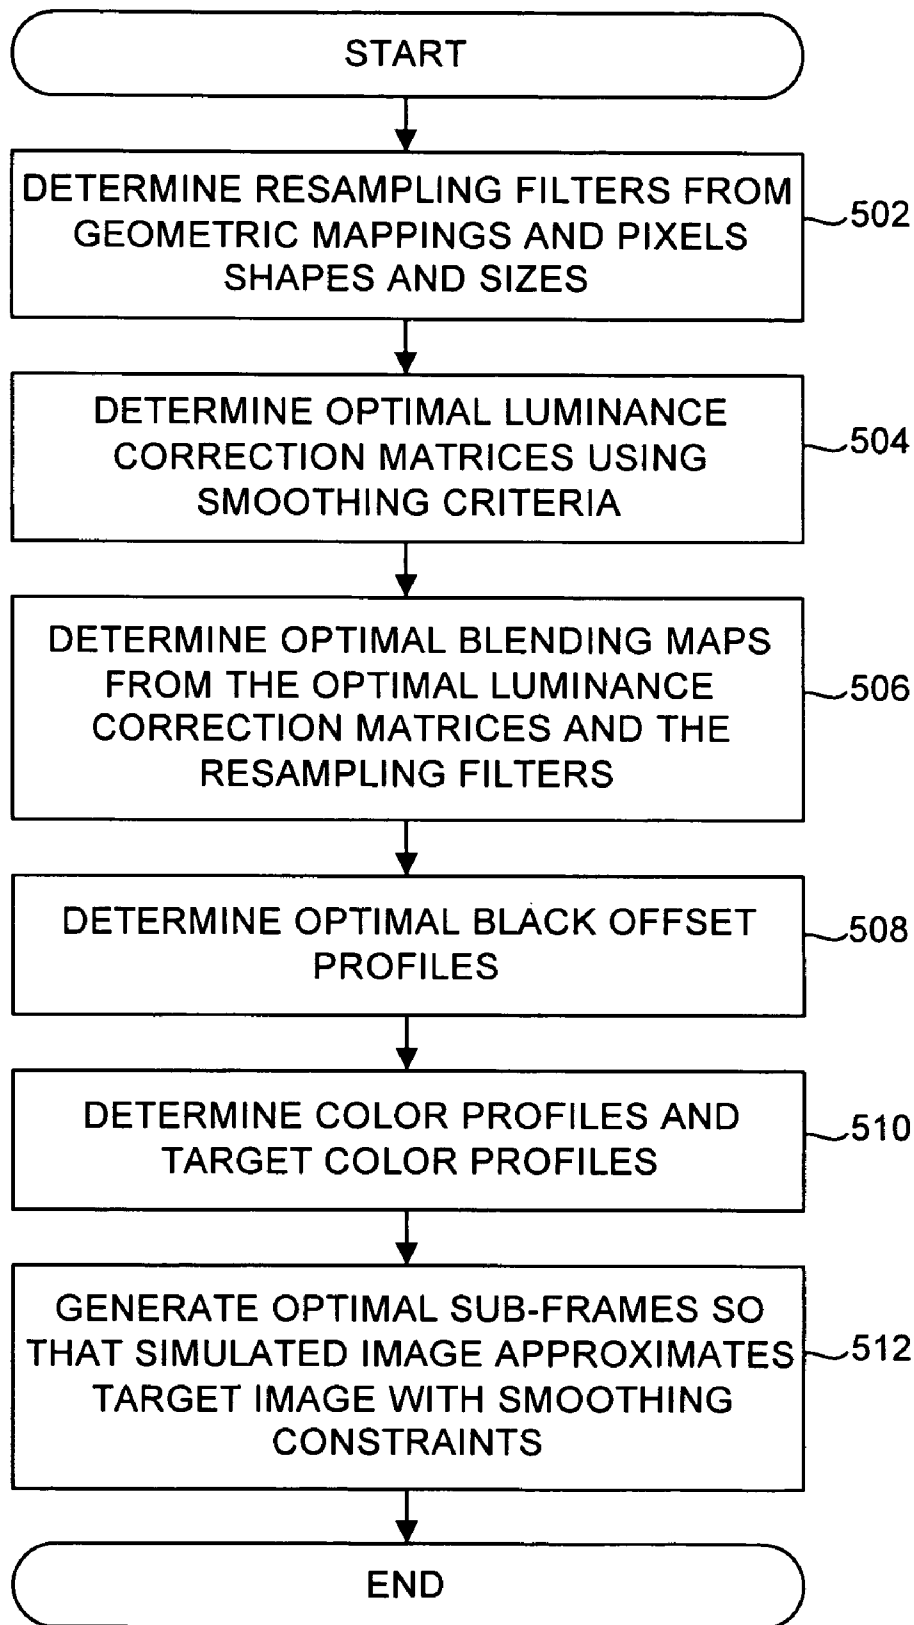 START
DETERMINE RESAMPLING FILTERS FROM
GEOMETRIC MAPPINGS AND PIXELS
SHAPES AND SIZES
502
DETERMINE OPTIMAL LUMINANCE
CORRECTION MATRICES USING
SMOOTHING CRITERIA
504
DETERMINE OPTIMAL BLENDING MAPS
FROM THE OPTIMAL LUMINANCE
CORRECTION MATRICES AND THE
RESAMPLING FILTERS
506
DETERMINE OPTIMAL BLACK OFFSET
PROFILES
508
DETERMINE COLOR PROFILES AND
TARGET COLOR PROFILES
510
GENERATE OPTIMAL SUB-FRAMES SO
THAT SIMULATED IMAGE APPROXIMATES
TARGET IMAGE WITH SMOOTHING
CONSTRAINTS
512
END